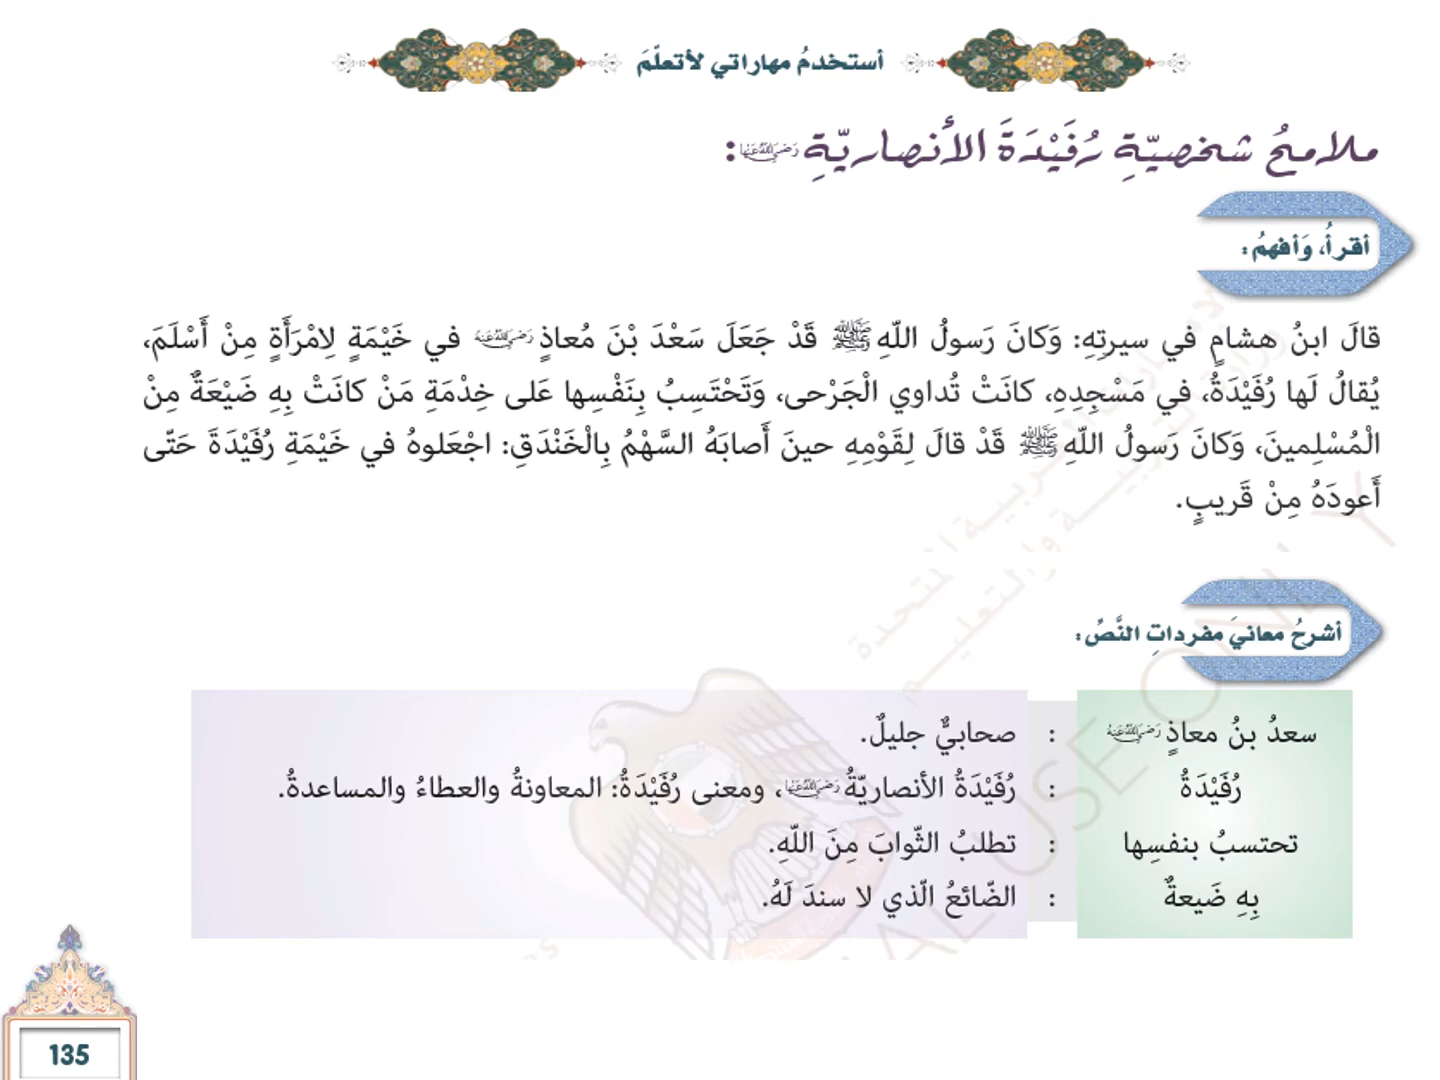 أستخدمُ مهاراتي لأتعلّمَ
ملامحُ شخصيّةِ رُفَيْدَةَ الأنصاريّةِ رَضِيَ اللهُ عَنْهَا:
أقرأُ، وَأفهمُ:
قالَ ابنُ هشامٍ في سيرتِهِ: وَكانَ رَسولُ اللّهِ ﷺ قَدْ جَعَلَ سَعْدَ بْنَ مُعاذٍ رَضِيَ اللهُ عَنْهُ في خَيْمَةٍ لِامْرَأَةٍ مِنْ أَسْلَمَ،
يُقالُ لَها رُفَيْدَةُ، في مَسْجِدِهِ، كانَتْ تُداوي الْجَرْحى، وَتَحْتَسِبُ بِنَفْسِها عَلى خِدْمَةِ مَنْ كانَتْ بِهِ ضَيْعَةٌ مِنْ
الْمُسْلِمينَ، وَكانَ رَسولُ اللّهِ ﷺ قَدْ قالَ لِقَوْمِهِ حينَ أَصابَهُ السَّهْمُ بِالْخَنْدَقِ: اجْعَلوهُ في خَيْمَةِ رُفَيْدَةَ حَتّى
أَعودَهُ مِنْ قَريبٍ.
أشرحُ معانيَ مفرداتِ النَّصُ:
سعدُ بنُ معاذٍ رَضِيَ اللهُ عَنْهُ : صحابيٌّ جليلٌ.
رُفَيْدَةُ : رُفَيْدَةُ الأنصاريّةُ رَضِيَ اللهُ عَنْهَا، ومعنى رُفَيْدَةُ: المعاونةُ والعطاءُ والمساعدةُ.
تحتسبُ بنفسِها : تطلبُ الثّوابَ مِنَ اللّهِ.
بِهِ ضَيعةٌ : الضّائعُ الّذي لا سندَ لَهُ.
135